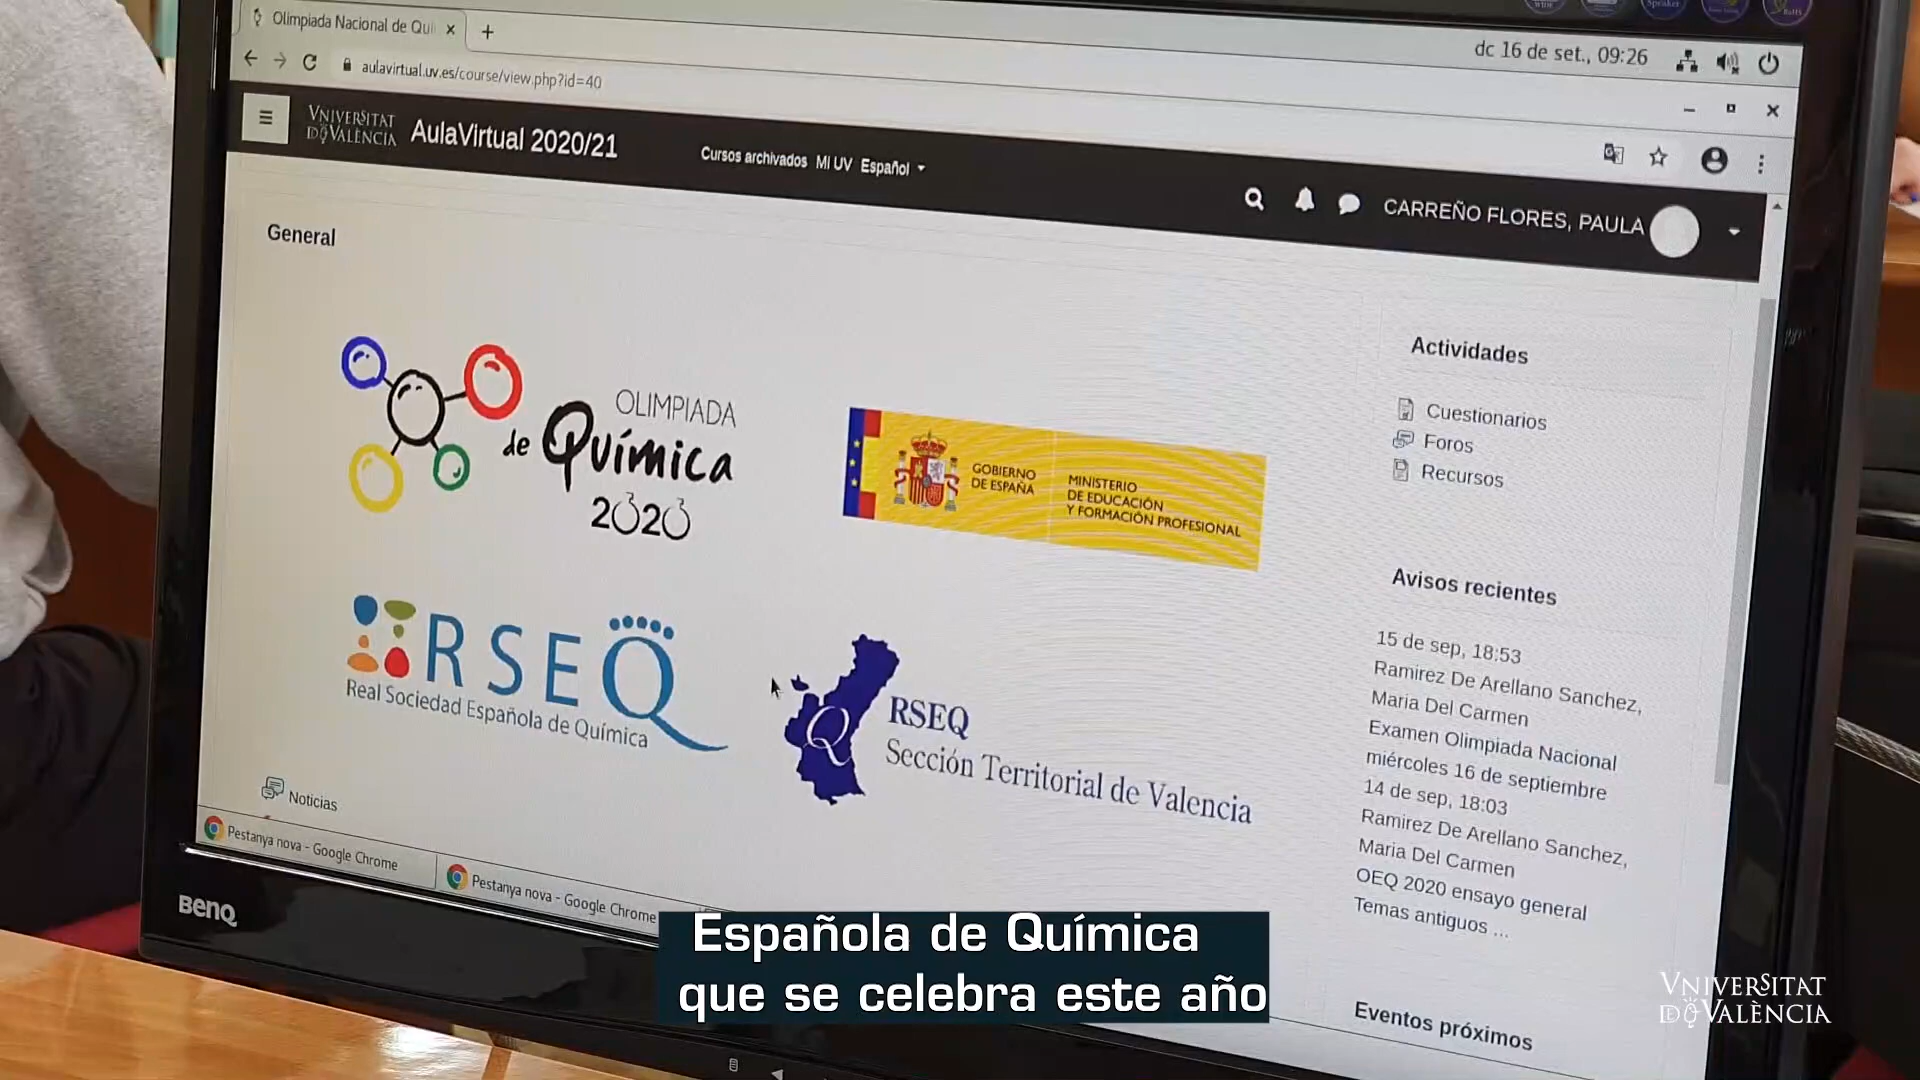 Speaker
Olimpiada Nacional de Quí
dc 16 de set., 09:26
aulavirtual.uv.es/course/view.php?id=40
VNIVERSITAT
DE VALÈNCIA
AulaVirtual 2020/21
Cursos archivados MI UV Español
CARREÑO FLORES, PAULA
General
OLIMPIADA
de Química
2020
GOBIERNO
DE ESPAÑA
MINISTERIO
DE EDUCACIÓN
Y FORMACIÓN PROFESIONAL
RSEQ
Real Sociedad Española de Química
RSEQ
Sección Territorial de Valencia
Noticias
Actividades
Cuestionarios
Foros
Recursos
Avisos recientes
15 de sep, 18:53
Ramirez De Arellano Sanchez,
Maria Del Carmen
Examen Olimpiada Nacional
miércoles 16 de septiembre
14 de sep, 18:03
Ramirez De Arellano Sanchez,
Maria Del Carmen
OEQ 2020 ensayo general
Temas antiguos ...
Eventos próximos
Pestanya nova - Google Chrome
Pestanya nova - Google Chrome
BenQ
Española de Química
que se celebra este año
VNIVERSITAT
DE VALÈNCIA